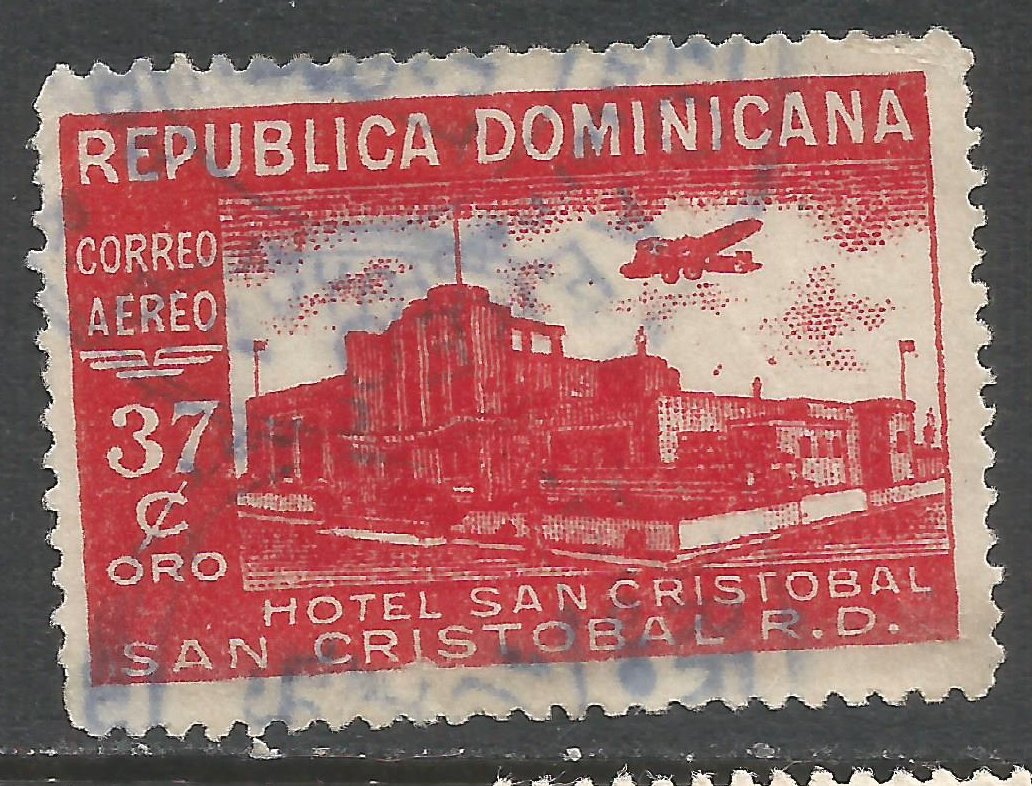 REPUBLICA DOMINICANA
CORREO
AEREO
37
¢
ORO
HOTEL SAN CRISTOBAL
SAN CRISTOBAL R.D.